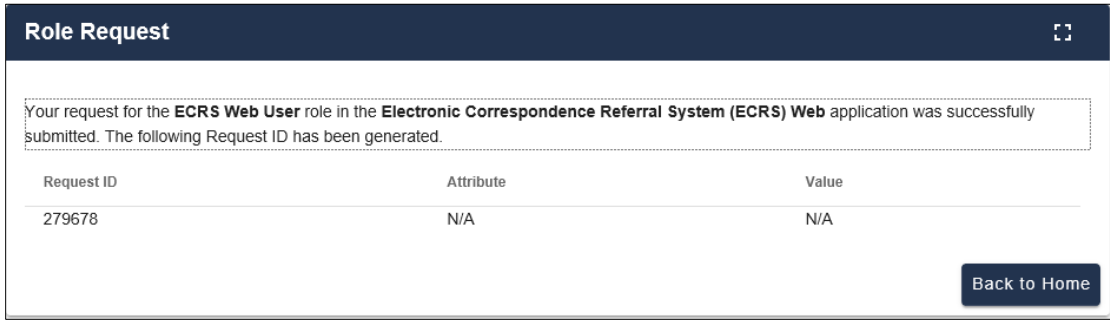 Role Request
Your request for the ECRS Web User role in the Electronic Correspondence Referral System (ECRS) Web application was successfully
submitted. The following Request ID has been generated.
Request ID Attribute Value
279678 N/A N/A
Back to Home